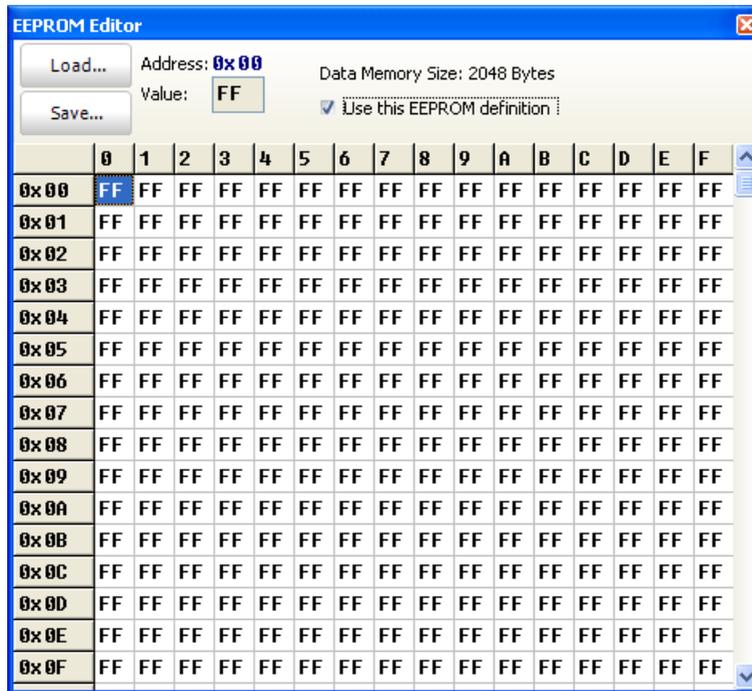 EEPROM Editor
Load... Address: 0x00 Data Memory Size: 2048 Bytes
Save... Value: FF Use this EEPROM definition
0 1 2 3 4 5 6 7 8 9 A B C D E F
0x00 FF FF FF FF FF FF FF FF FF FF FF FF FF FF FF FF
0x01 FF FF FF FF FF FF FF FF FF FF FF FF FF FF FF FF
0x02 FF FF FF FF FF FF FF FF FF FF FF FF FF FF FF FF
0x03 FF FF FF FF FF FF FF FF FF FF FF FF FF FF FF FF
0x04 FF FF FF FF FF FF FF FF FF FF FF FF FF FF FF FF
0x05 FF FF FF FF FF FF FF FF FF FF FF FF FF FF FF FF
0x06 FF FF FF FF FF FF FF FF FF FF FF FF FF FF FF FF
0x07 FF FF FF FF FF FF FF FF FF FF FF FF FF FF FF FF
0x08 FF FF FF FF FF FF FF FF FF FF FF FF FF FF FF FF
0x09 FF FF FF FF FF FF FF FF FF FF FF FF FF FF FF FF
0x0A FF FF FF FF FF FF FF FF FF FF FF FF FF FF FF FF
0x0B FF FF FF FF FF FF FF FF FF FF FF FF FF FF FF FF
0x0C FF FF FF FF FF FF FF FF FF FF FF FF FF FF FF FF
0x0D FF FF FF FF FF FF FF FF FF FF FF FF FF FF FF FF
0x0E FF FF FF FF FF FF FF FF FF FF FF FF FF FF FF FF
0x0F FF FF FF FF FF FF FF FF FF FF FF FF FF FF FF FF